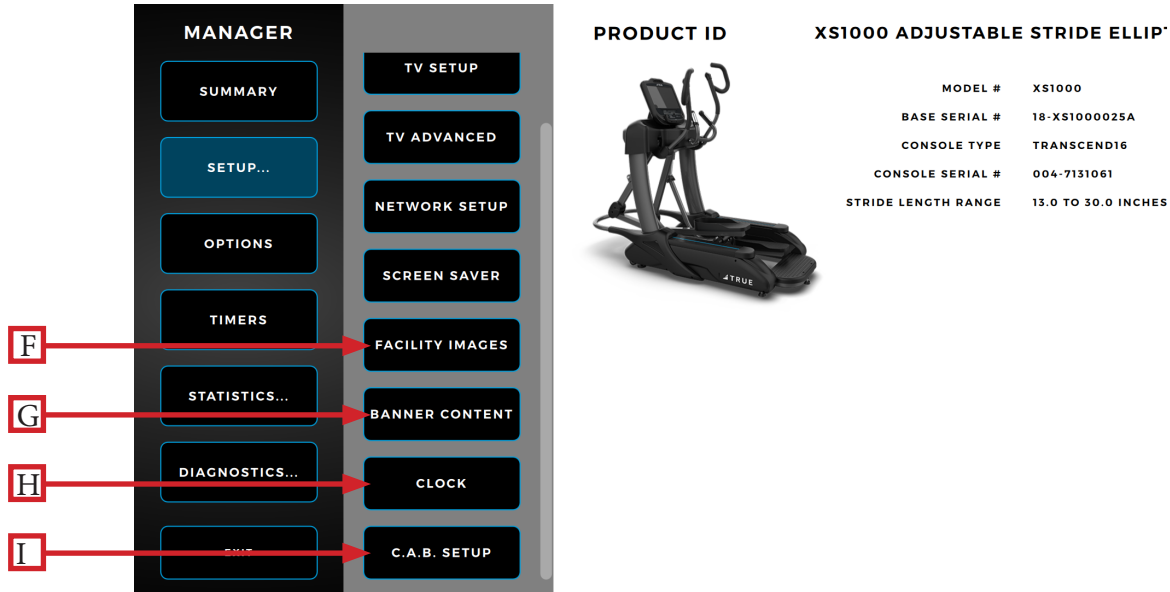 MANAGER
SUMMARY
SETUP...
OPTIONS
TIMERS
STATISTICS...
DIAGNOSTICS...
EXIT
TV SETUP
TV ADVANCED
NETWORK SETUP
SCREEN SAVER
FACILITY IMAGES
BANNER CONTENT
CLOCK
C.A.B. SETUP
F
G
H
I
PRODUCT ID
XS1000 ADJUSTABLE STRIDE ELLIPT
MODEL # XS1000
BASE SERIAL # 18-XS1000025A
CONSOLE TYPE TRANSCEND16
CONSOLE SERIAL # 004-7131061
STRIDE LENGTH RANGE 13.0 TO 30.0 INCHES
TRUE